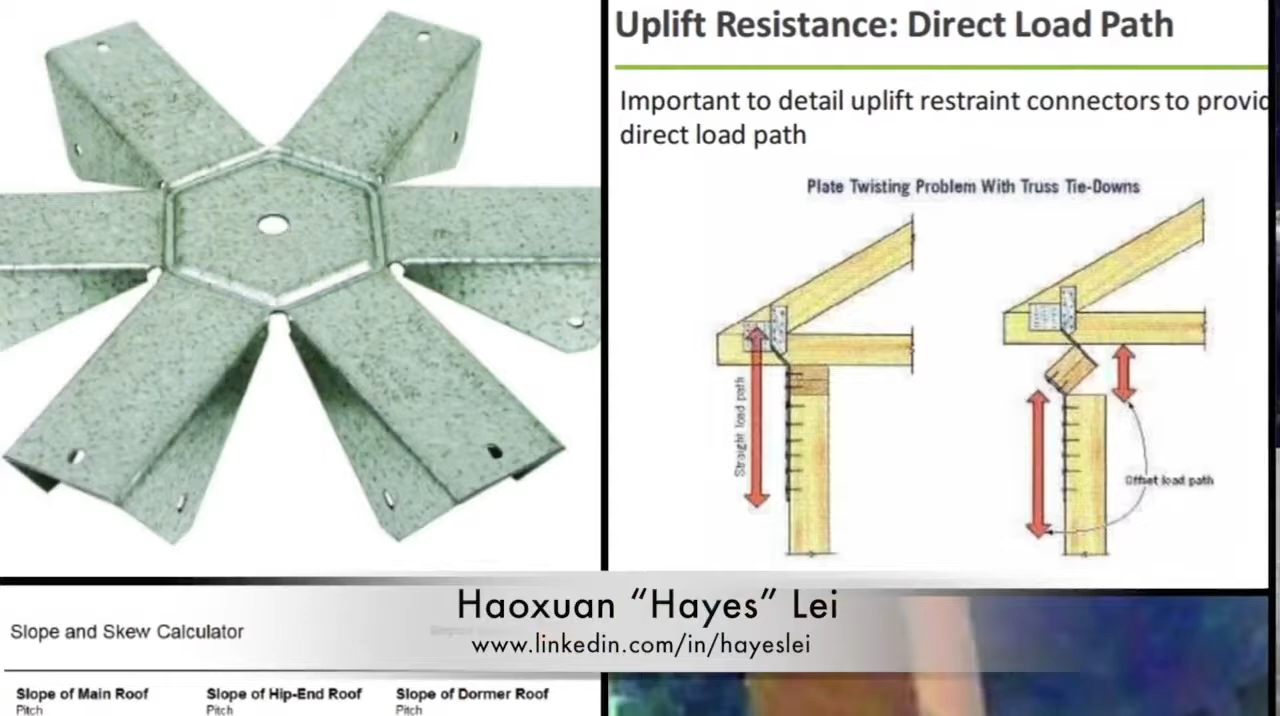 Uplift Resistance: Direct Load Path
Important to detail uplift restraint connectors to provid
direct load path
Plate Twisting Problem With Truss Tie-Downs
Straight load path
Offset load path
Haoxuan “Hayes” Lei
www.linkedin.com/in/hayeslei
Slope and Skew Calculator
Slope of Main Roof
Pitch
Slope of Hip-End Roof
Pitch
Slope of Dormer Roof
Pitch